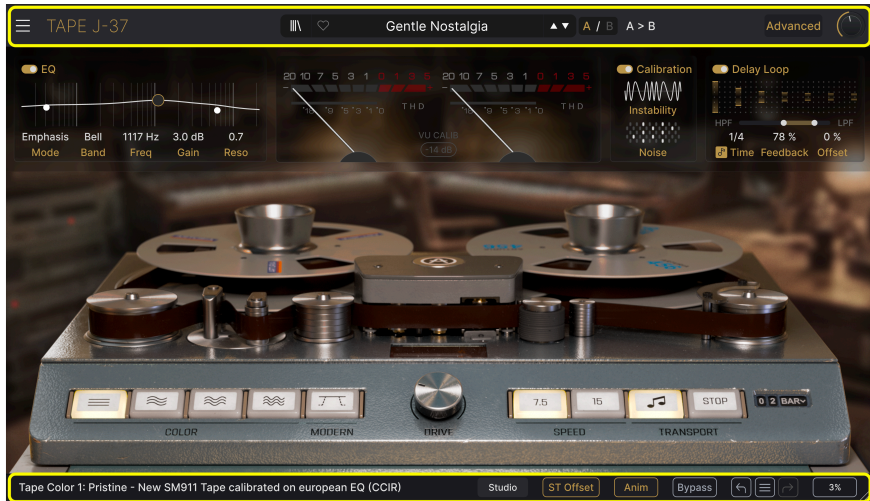 TAPE J-37 Gentle Nostalgia A / B A > B Advanced
EQ
Emphasis Bell 1117 Hz 3.0 dB 0.7
Mode Band Freq Gain Reso
20 10 7 5 3 1 0 1 3 5 +
THD
VU CALIB
-14 dB
20 10 7 5 3 1 0 1 3 5 +
THD
Calibration
Instability
Noise
Delay Loop
HPF LPF
1/4 78 % 0 %
Time Feedback Offset
7.5 15 STOP 0 2 BAR
COLOR MODERN DRIVE SPEED TRANSPORT
Tape Color 1: Pristine - New SM911 Tape calibrated on european EQ (CCIR) Studio ST Offset Anim Bypass 3%